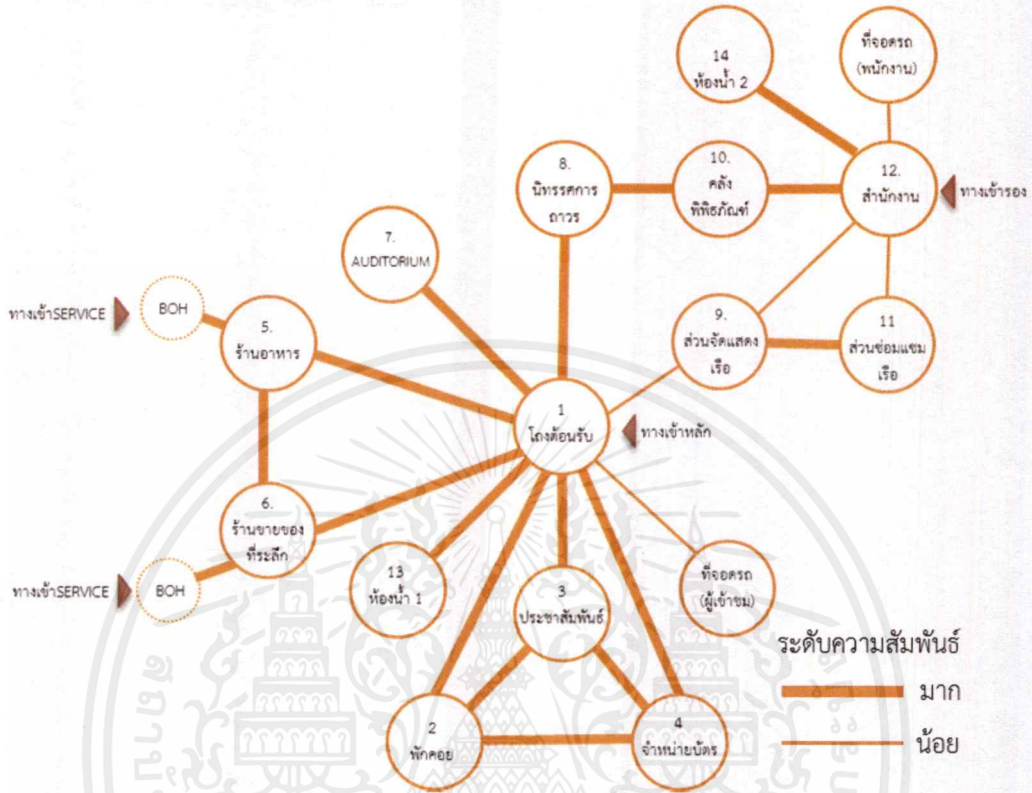 14
ห้องน้ำ 2
ที่จอดรถ
(พนักงาน)
8.
นิทรรศการ
ถาวร
10.
คลัง
พิพิธภัณฑ์
12.
สำนักงาน
ทางเข้ารอง
7.
AUDITORIUM
ทางเข้าSERVICE
BOH
5.
ร้านอาหาร
9.
ส่วนจัดแสดง
เรือ
11
ส่วนซ่อมแซม
เรือ
1
โถงต้อนรับ
ทางเข้าหลัก
6.
ร้านขายของ
ที่ระลึก
ทางเข้าSERVICE
BOH
13
ห้องน้ำ 1
3
ประชาสัมพันธ์
ที่จอดรถ
(ผู้เข้าชม)
2
พักคอย
4
จำหน่ายบัตร
ระดับความสัมพันธ์
มาก
น้อย